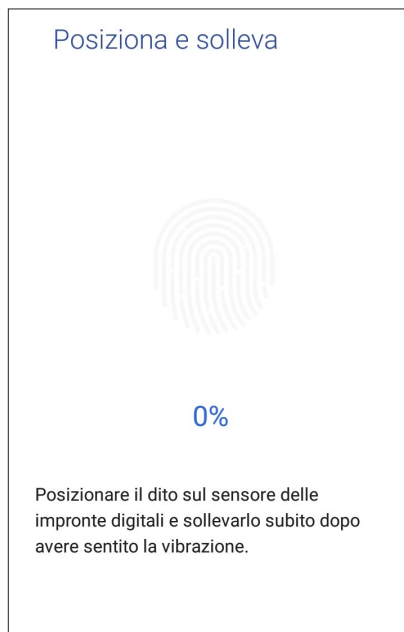 Posiziona e solleva
0%
Posizionare il dito sul sensore delle
impronte digitali e sollevarlo subito dopo
avere sentito la vibrazione.